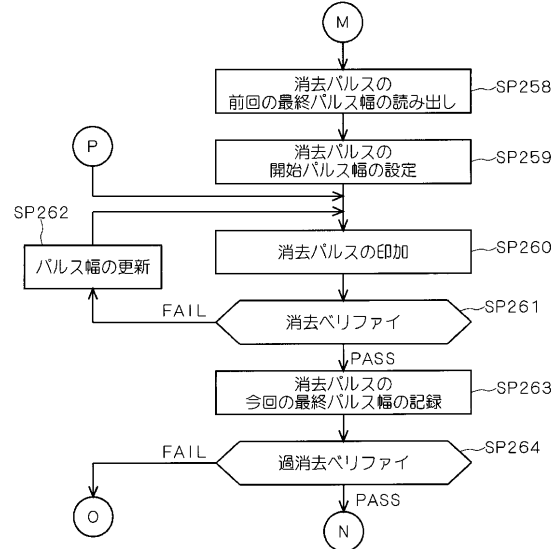 M
消去パルスの
前回の最終パルス幅の読み出し
SP258
P
消去パルスの
開始パルス幅の設定
SP259
SP262
パルス幅の更新
消去パルスの印加
SP260
FAIL
消去ベリファイ
SP261
PASS
消去パルスの
今回の最終パルス幅の記録
SP263
FAIL
過消去ベリファイ
SP264
PASS
O
N